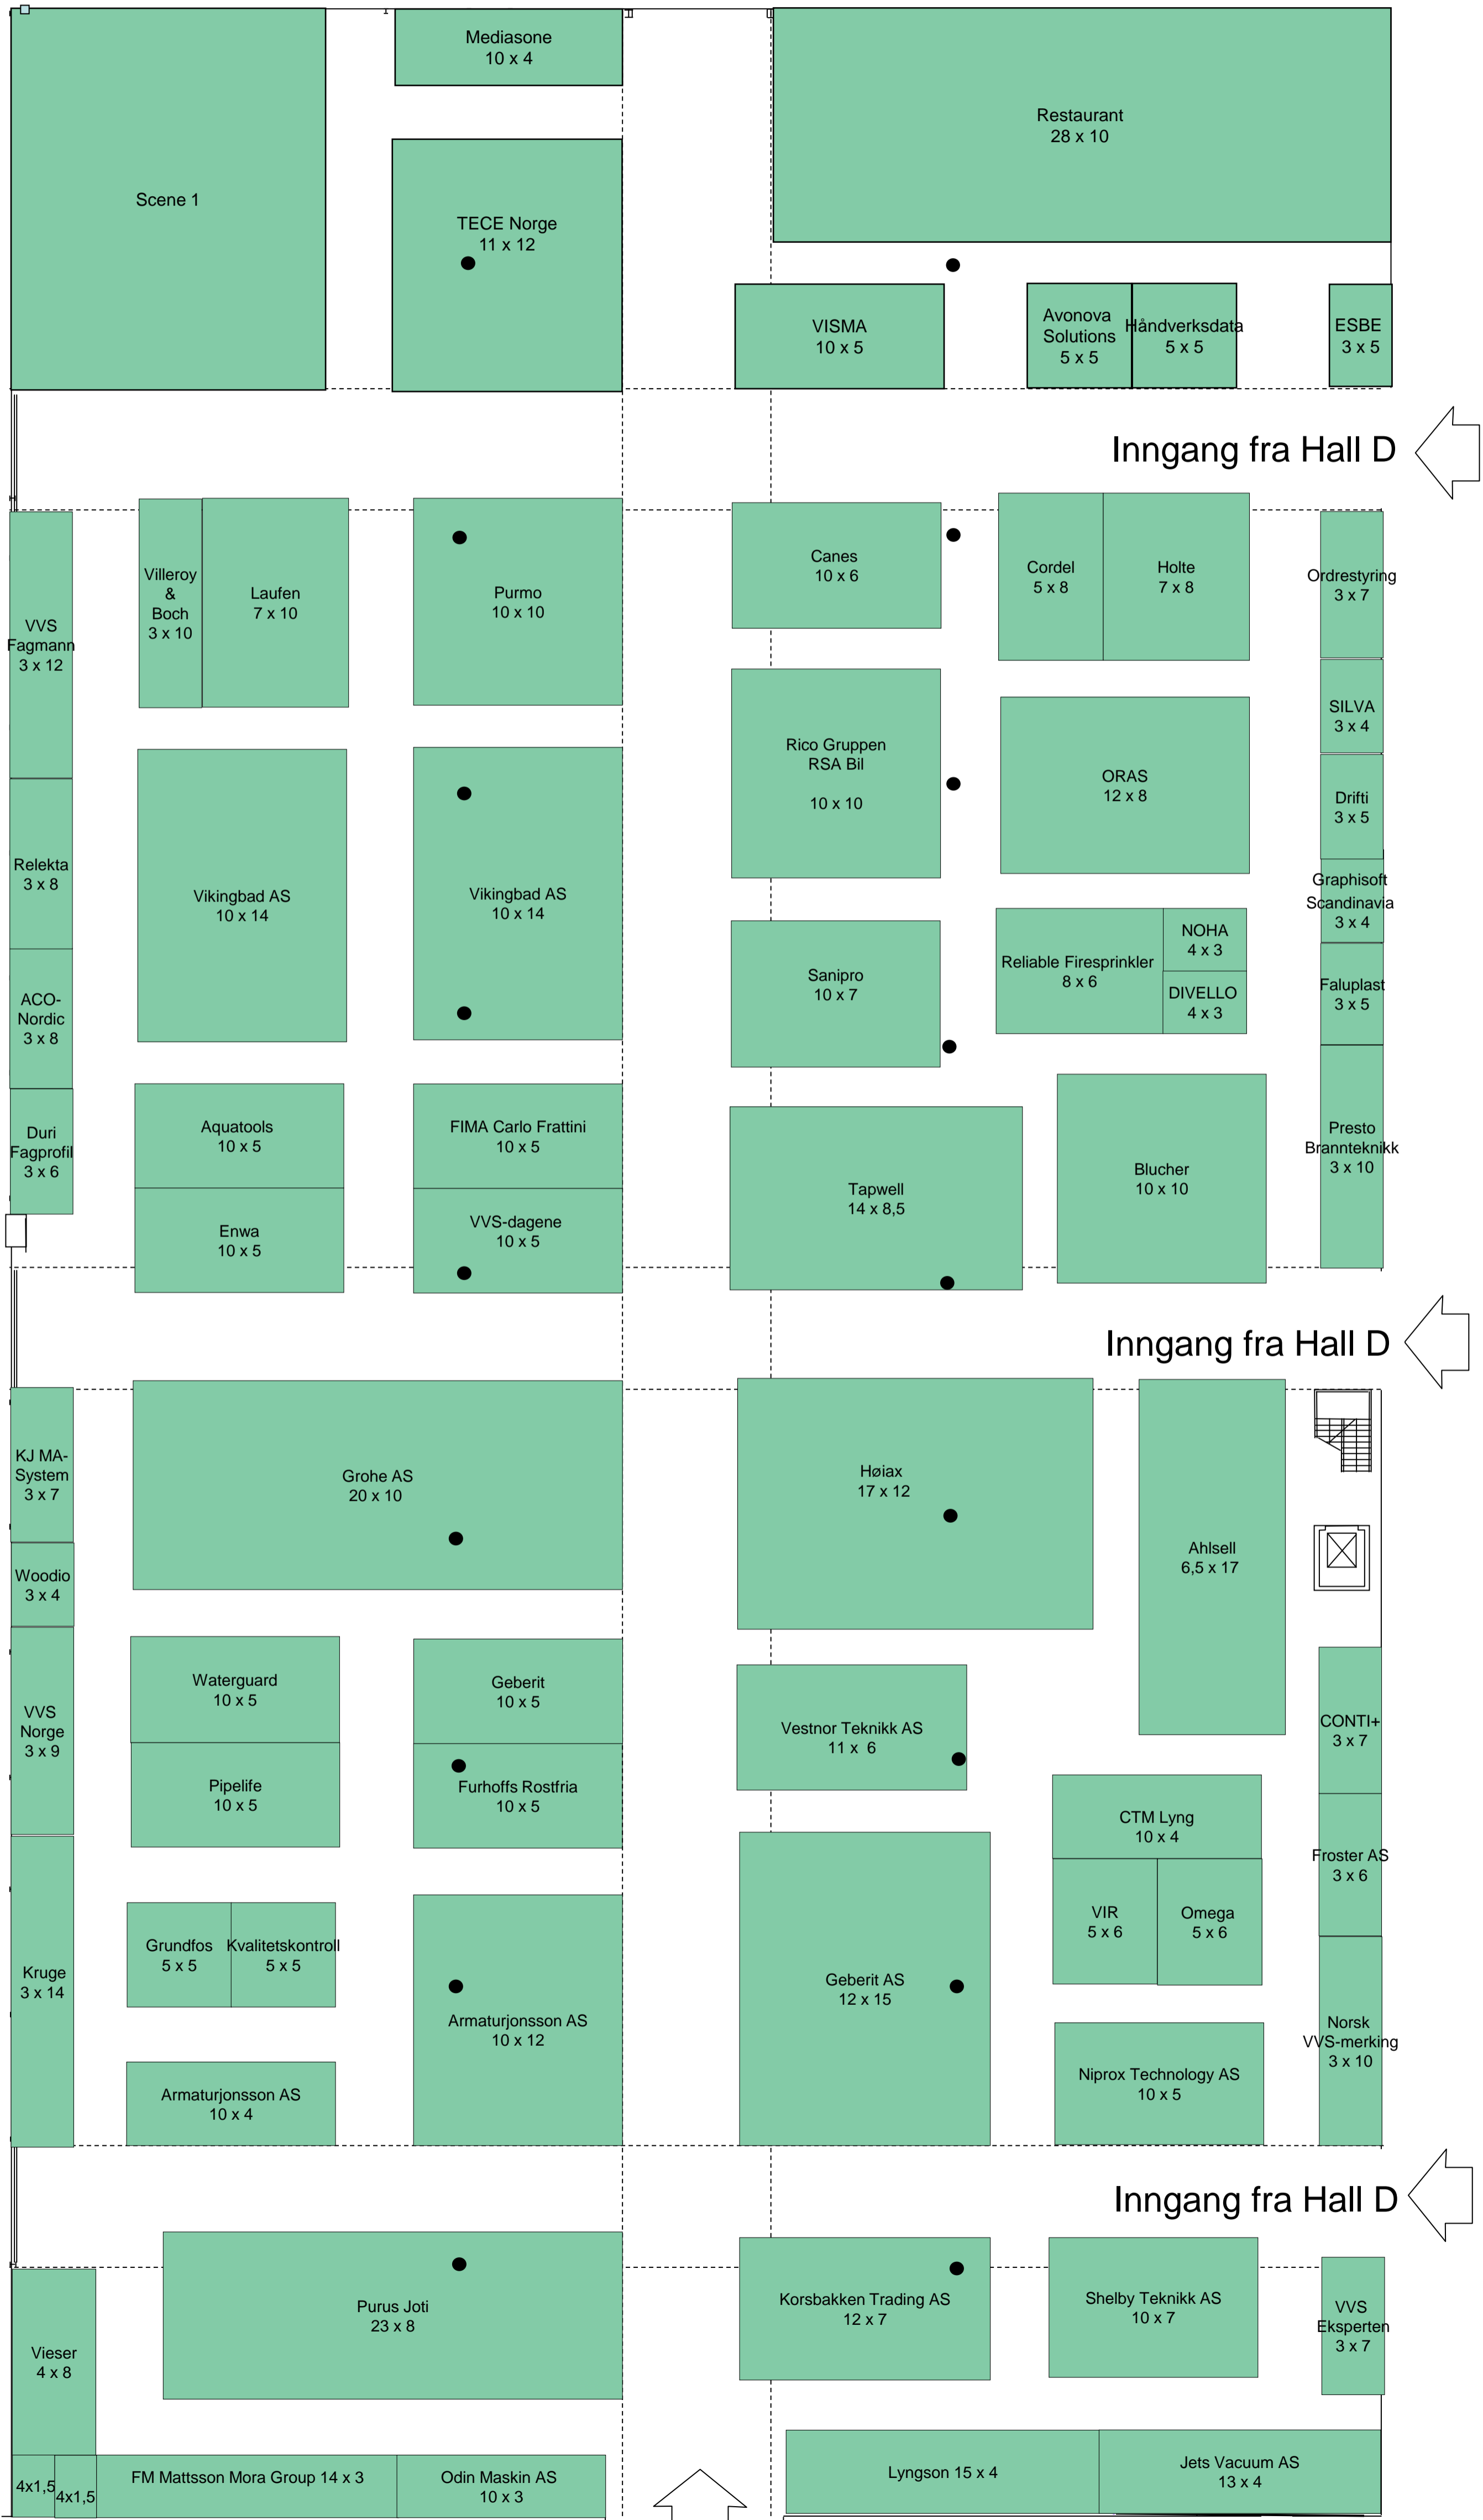 Mediasone
10 x 4
Restaurant
28 x 10
Scene 1
TECE Norge
11 x 12
VISMA
10 x 5
Avonova
Solutions
5 x 5
Håndverksdata
5 x 5
ESBE
3 x 5
Inngang fra Hall D
VVS
Fagmann
3 x 12
Villeroy
&
Boch
3 x 10
Laufen
7 x 10
Purmo
10 x 10
Canes
10 x 6
Cordel
5 x 8
Holte
7 x 8
Ordrestyring
3 x 7
SILVA
3 x 4
Rico Gruppen
RSA Bil
10 x 10
ORAS
12 x 8
Drifti
3 x 5
Relekta
3 x 8
Vikingbad AS
10 x 14
Vikingbad AS
10 x 14
Graphisoft
Scandinavia
3 x 4
Sanipro
10 x 7
Reliable Firesprinkler
8 x 6
NOHA
4 x 3
DIVELLO
4 x 3
Faluplast
3 x 5
ACO-
Nordic
3 x 8
Duri
Fagprofil
3 x 6
Aquatools
10 x 5
FIMA Carlo Frattini
10 x 5
Tapwell
14 x 8,5
Blucher
10 x 10
Presto
Brannteknikk
3 x 10
Enwa
10 x 5
VVS-dagene
10 x 5
Inngang fra Hall D
KJ MA-
System
3 x 7
Grohe AS
20 x 10
Høiax
17 x 12
Ahlsell
6,5 x 17
Woodio
3 x 4
VVS
Norge
3 x 9
Waterguard
10 x 5
Geberit
10 x 5
Vestnor Teknikk AS
11 x 6
CONTI+
3 x 7
Pipelife
10 x 5
Furhoffs Rostfria
10 x 5
CTM Lyng
10 x 4
Froster AS
3 x 6
VIR
5 x 6
Omega
5 x 6
Kruge
3 x 14
Grundfos
5 x 5
Kvalitetskontroll
5 x 5
Armaturjonsson AS
10 x 12
Geberit AS
12 x 15
Norsk
VVS-merking
3 x 10
Armaturjonsson AS
10 x 4
Niprox Technology AS
10 x 5
Inngang fra Hall D
Vieser
4 x 8
Purus Joti
23 x 8
Korsbakken Trading AS
12 x 7
Shelby Teknikk AS
10 x 7
VVS
Eksperten
3 x 7
4x1,5
4x1,5
FM Mattsson Mora Group 14 x 3
Odin Maskin AS
10 x 3
Lyngson 15 x 4
Jets Vacuum AS
13 x 4